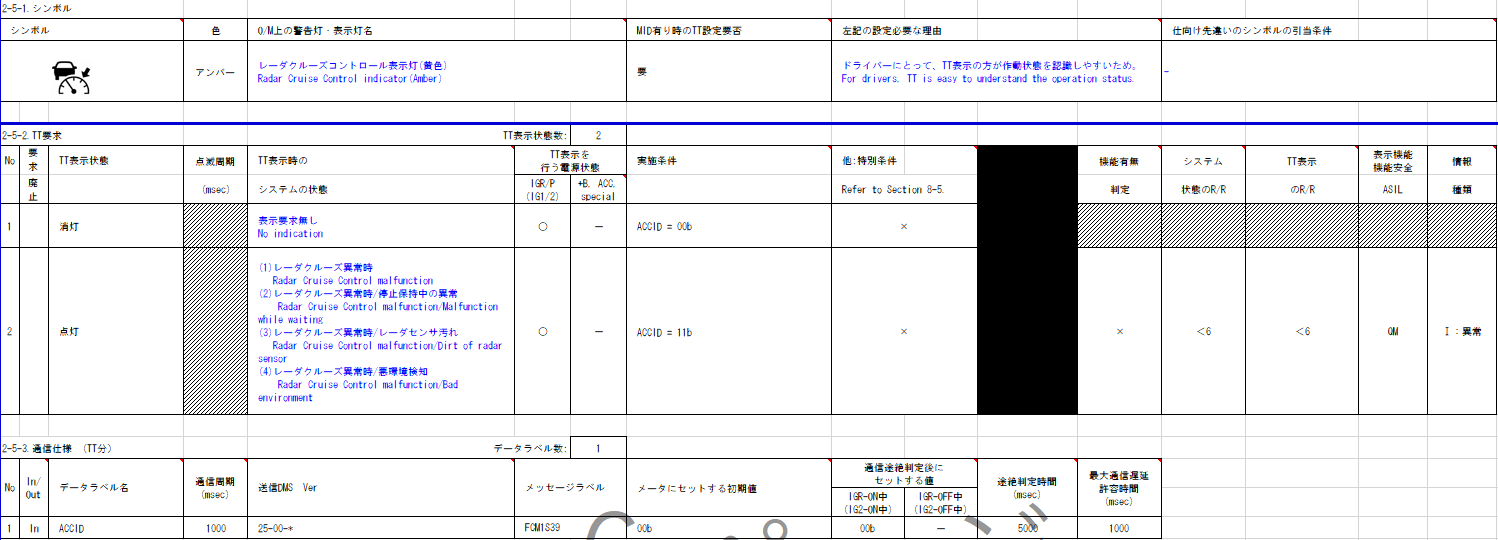 2-5-1.シンボル
シンボル 色 O/M上の警告灯・表示灯名 MID有り時のTT設定要否 左記の設定必要な理由 仕向け先違いのシンボルの引当条件
アンバー
レーダクルーズコントロール表示灯(黄色)
Radar Cruise Control indicator(Amber)
要
ドライバーにとって、TT表示の方が作動状態を認識しやすいため。
For drivers, TT is easy to understand the operation status.
-
2-5-2.TT要求 TT表示状態数: 2
No
要求
廃止
TT表示状態
点滅周期
(msec)
TT表示時の
システムの状態
TT表示を
行う電源状態
IGR/P
(IG1/2)
+B, ACC,
special
実施条件
他:特別条件
Refer to Section 8-5.
機能有無
判定
システム
状態のR/R
TT表示
のR/R
表示機能
機能安全
ASIL
情報
種類
1 消灯
表示要求無し
No indication
○ － ACCID = 00b ×
2 点灯
(1)レーダクルーズ異常時
Radar Cruise Control malfunction
(2)レーダクルーズ異常時/停止保持中の異常
Radar Cruise Control malfunction/Malfunction
while waiting
(3)レーダクルーズ異常時/レーダセンサ汚れ
Radar Cruise Control malfunction/Dirt of radar
sensor
(4)レーダクルーズ異常時/悪環境検知
Radar Cruise Control malfunction/Bad
environment
○ － ACCID = 11b × × ＜6 ＜6 QM Ⅰ：異常
2-5-3.通信仕様 (TT分) データラベル数: 1
No
In/
Out
データラベル名
通信周期
(msec)
送信DMS Ver
メッセージラベル
メータにセットする初期値
通信途絶判定後に
セットする値
IGR-ON中
(IG2-ON中)
IGR-OFF中
(IG2-OFF中)
途絶判定時間
(msec)
最大通信遅延
許容時間
(msec)
1 In ACCID 1000 25-00-* FCM1S39 00b 00b － 5000 1000